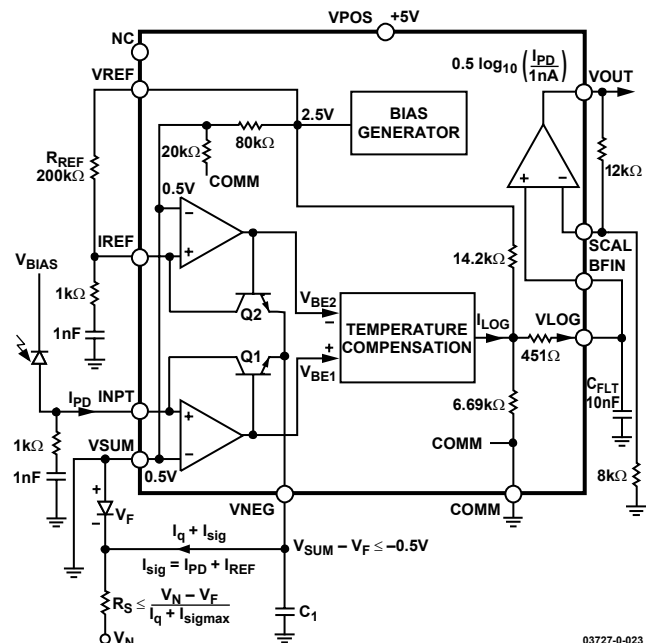 VPOS
+5V
NC
VREF
0.5 log10 (IPD/1nA)
VOUT
2.5V
BIAS
GENERATOR
80kΩ
20kΩ
COMM
RREF
200kΩ
12kΩ
0.5V
IREF
SCAL
BFIN
VBIAS
14.2kΩ
1kΩ
1nF
Q2
VBE2
TEMPERATURE
COMPENSATION
ILOG
VLOG
451Ω
Q1
VBE1
IPD
INPT
CFLT
10nF
6.69kΩ
1kΩ
1nF
VSUM
0.5V
COMM
8kΩ
VNEG
COMM
VF
Iq + Isig
Isig = IPD + IREF
VSUM – VF ≤ –0.5V
RS ≤ VN – VF / Iq + Isigmax
C1
VN
03727-0-023